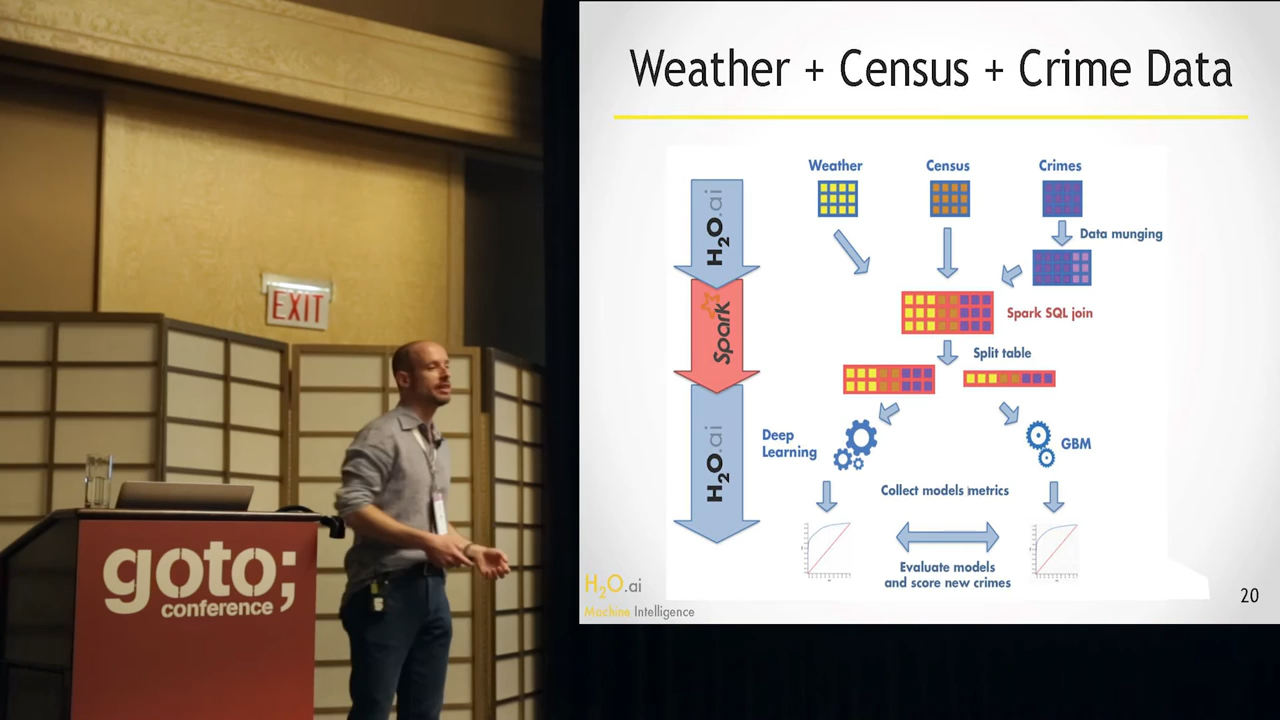 EXIT
goto;
conference
Weather + Census + Crime Data
Weather
Census
Crimes
H2O.ai
Data munging
Spark
Spark SQL join
Split table
H2O.ai
Deep
Learning
GBM
Collect models metrics
Evaluate models
and score new crimes
H2O.ai
Machine Intelligence
20